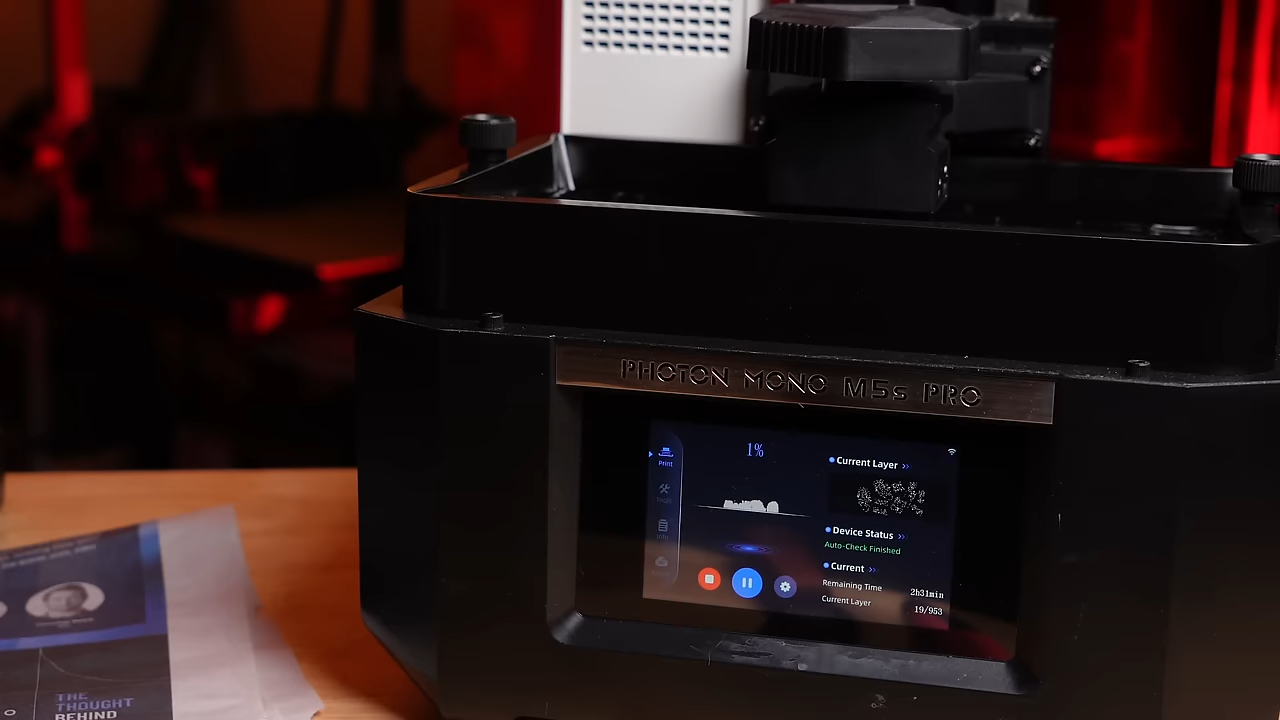 PHOTON MONO M5s PRO
1%
Print
Current Layer
Device Status
Auto-Check Finished
Current
Remaining Time 2h31min
Current Layer 19/953
THE
THOUGHT
BEHIND